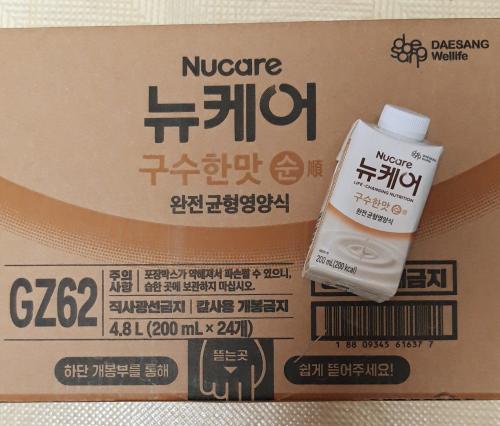 DAESANG
Wellife
Nucare
뉴케어
구수한맛 순 順
완전균형영양식
Nucare
DAESANG
뉴케어
LIFE-CHANGING NUTRITION
구수한맛 순
완전균형영양식
200 mL (200 kcal)
GZ62
주의사항
포장박스가 약해져서 파손될 수 있으니,
습한 곳에 보관하지 마십시오.
직사광선금지 칼사용 개봉금지
금지
4.8 L (200 mL × 24개)
1 88 09345 61637 7
하단 개봉부를 통해
뜯는곳
쉽게 뜯어주세요!